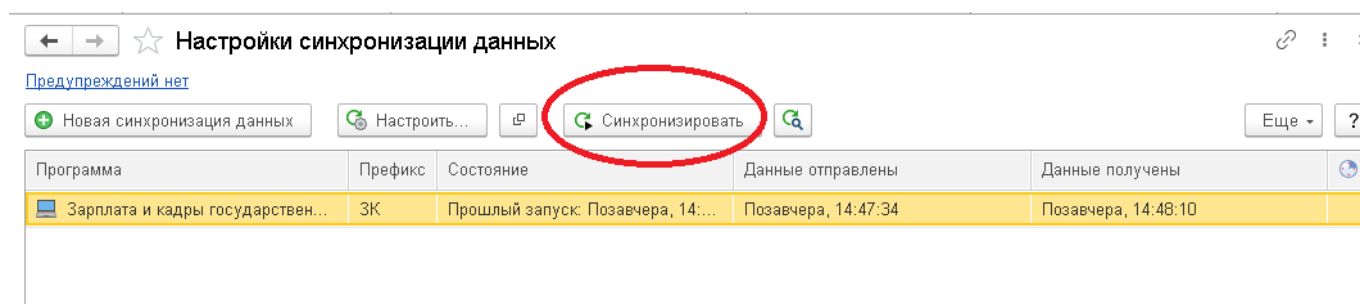 Настройки синхронизации данных
Предупреждений нет
Новая синхронизация данных Настроить... Синхронизировать Еще ?
Программа Префикс Состояние Данные отправлены Данные получены
Зарплата и кадры государствен... ЗК Прошлый запуск: Позавчера, 14:... Позавчера, 14:47:34 Позавчера, 14:48:10